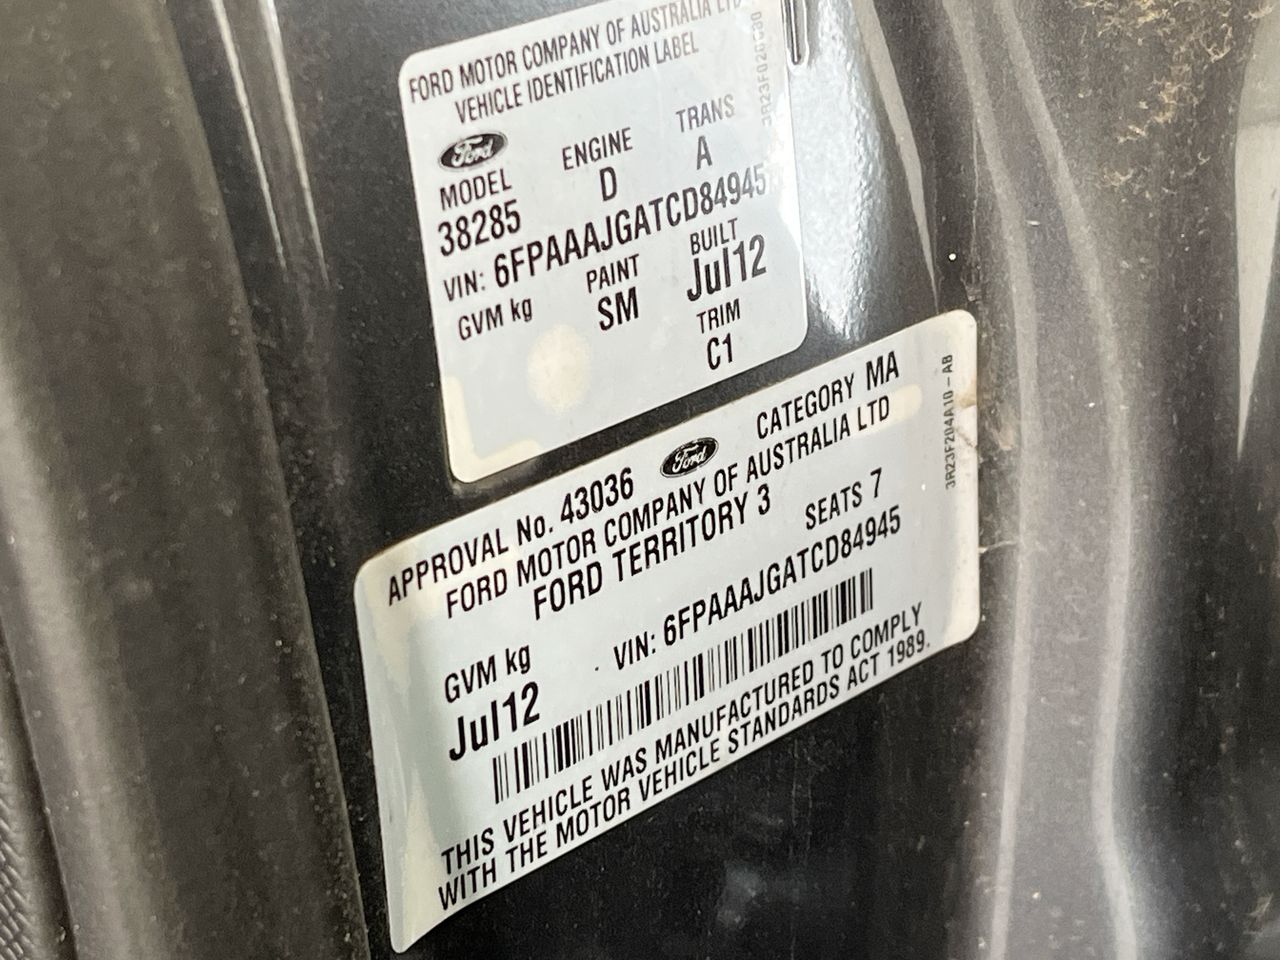 FORD MOTOR COMPANY OF AUSTRALIA LTD
VEHICLE IDENTIFICATION LABEL
Ford ENGINE TRANS
MODEL D A
38285
VIN: 6FPAAAJGATCD84945
GVM kg PAINT BUILT
SM Jul12
TRIM
C1
APPROVAL No. 43036 Ford CATEGORY MA
FORD MOTOR COMPANY OF AUSTRALIA LTD
FORD TERRITORY 3 SEATS 7
GVM kg VIN: 6FPAAAJGATCD84945
Jul12
THIS VEHICLE WAS MANUFACTURED TO COMPLY
WITH THE MOTOR VEHICLE STANDARDS ACT 1989.
3R23F204A10-AB